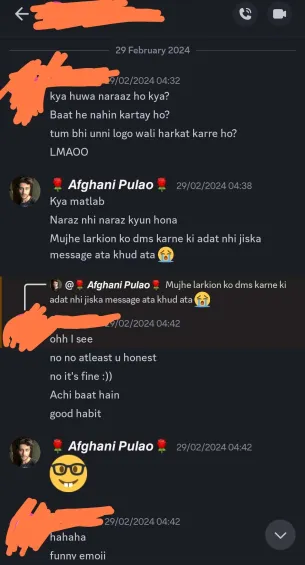 29 February 2024
9/02/2024 04:32
kya huwa naraaz ho kya?
Baat he nahin kartay ho?
tum bhi unni logo wali harkat karre ho?
LMAOO
🌹 Afghani Pulao🌹 29/02/2024 04:38
Kya matlab
Naraz nhi naraz kyun hona
Mujhe larkion ko dms karne ki adat nhi jiska
message ata khud ata😭
@🌹 Afghani Pulao🌹 Mujhe larkion ko dms karne ki
adat nhi jiska message ata khud ata😭
29/02/2024 04:42
ohh I see
no no atleast u honest
no it's fine :))
Achi baat hain
good habit
🌹 Afghani Pulao🌹 29/02/2024 04:42
🤓
29/02/2024 04:42
hahaha
funny emoji